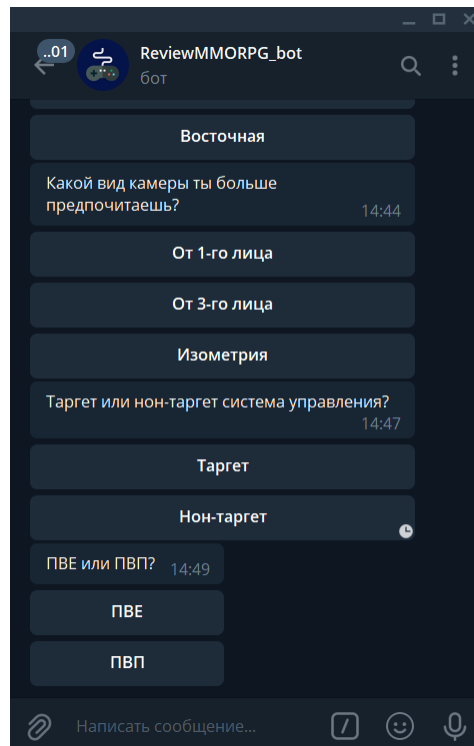 ..01
ReviewMMORPG_bot
бот
Восточная
Какой вид камеры ты больше
предпочитаешь?
14:44
От 1-го лица
От 3-го лица
Изометрия
Таргет или нон-таргет система управления?
14:47
Таргет
Нон-таргет
ПВЕ или ПВП?
14:49
ПВЕ
ПВП
Написать сообщение...